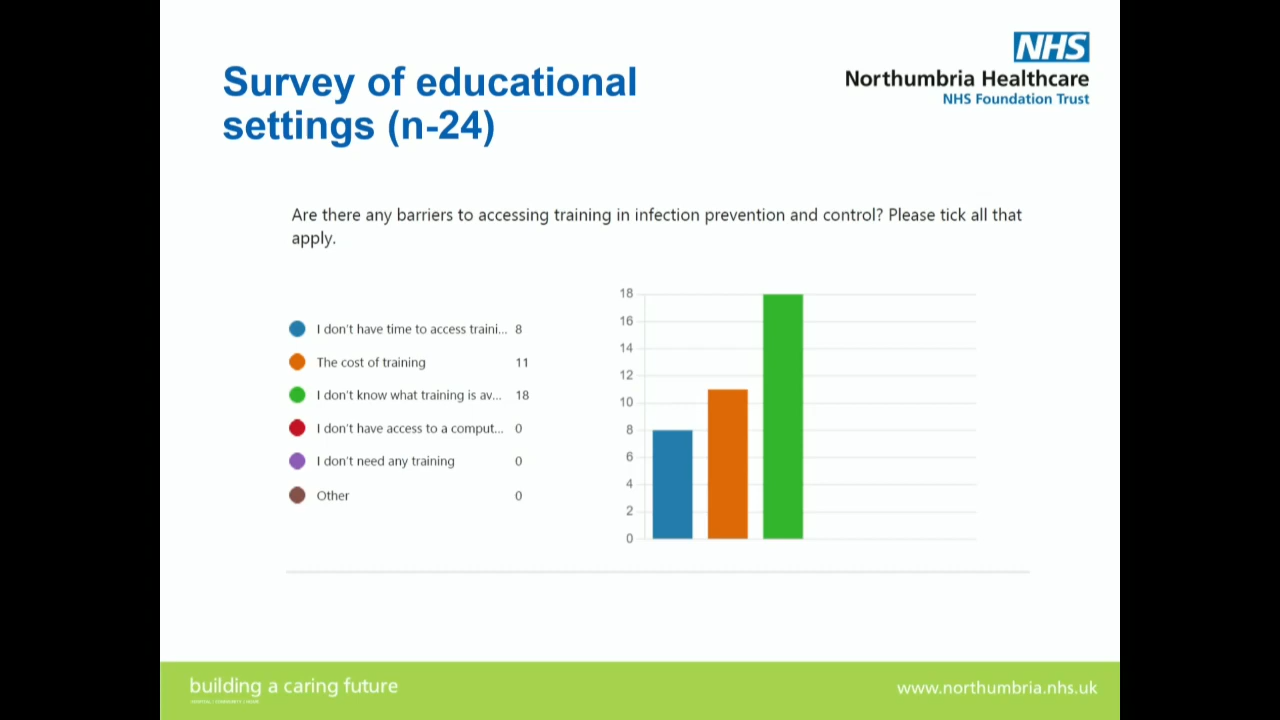 Survey of educational
settings (n-24)
NHS
Northumbria Healthcare
NHS Foundation Trust
Are there any barriers to accessing training in infection prevention and control? Please tick all that
apply.
I don't have time to access traini... 8
The cost of training 11
I don't know what training is av... 18
I don't have access to a comput... 0
I don't need any training 0
Other 0
18
16
14
12
10
8
6
4
2
0
building a caring future
www.northumbria.nhs.uk